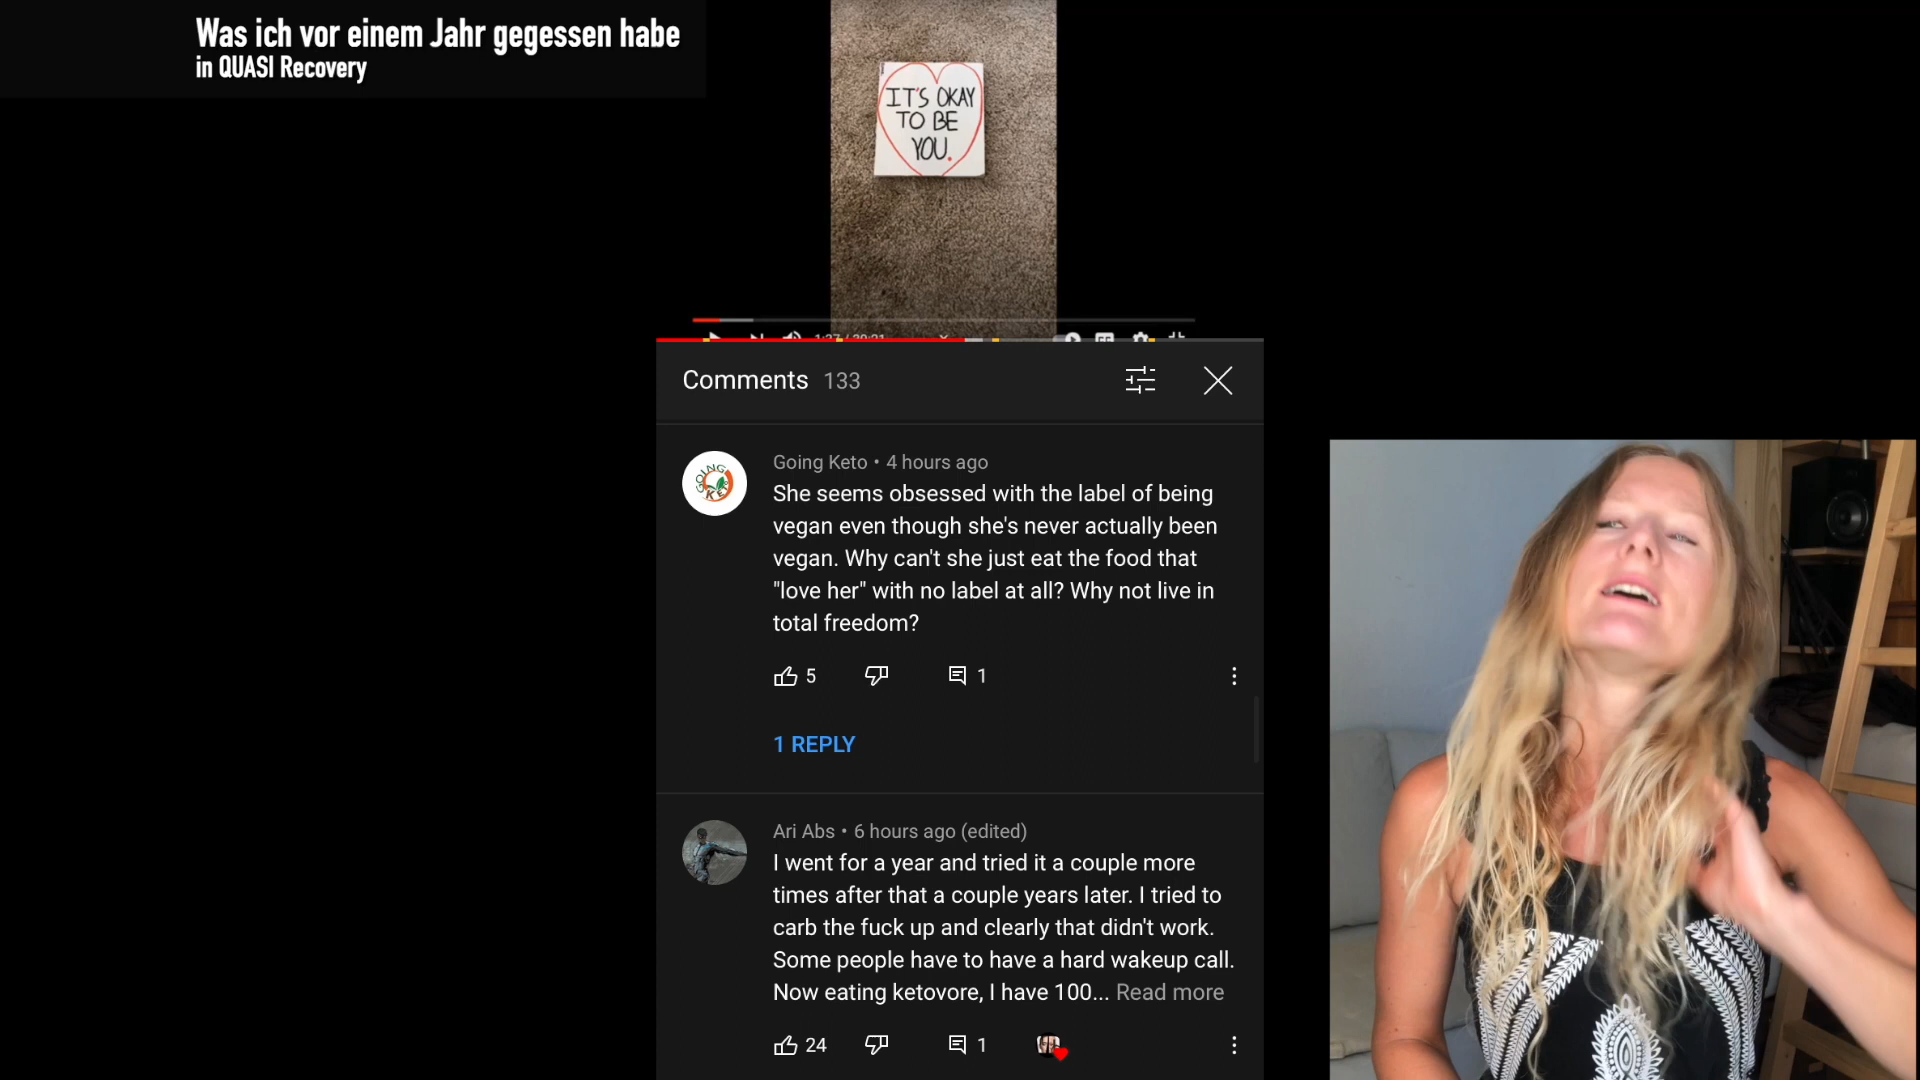 Was ich vor einem Jahr gegessen habe
in QUASI Recovery
IT'S OKAY
TO BE
YOU.
Comments 133
GOING
KETO
Going Keto • 4 hours ago
She seems obsessed with the label of being
vegan even though she's never actually been
vegan. Why can't she just eat the food that
"love her" with no label at all? Why not live in
total freedom?
5
1
1 REPLY
Ari Abs • 6 hours ago (edited)
I went for a year and tried it a couple more
times after that a couple years later. I tried to
carb the fuck up and clearly that didn't work.
Some people have to have a hard wakeup call.
Now eating ketovore, I have 100... Read more
24
1